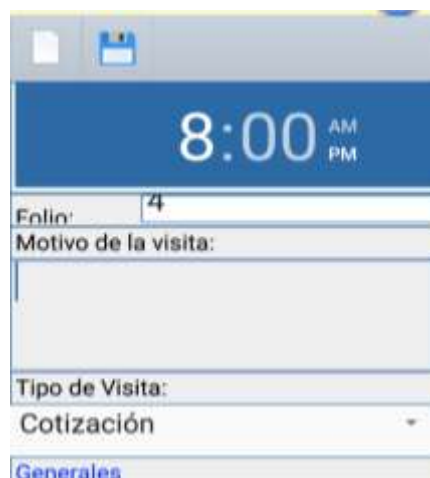 8:00 AM
PM
Folio: 4
Motivo de la visita:
Tipo de Visita:
Cotización
Generales